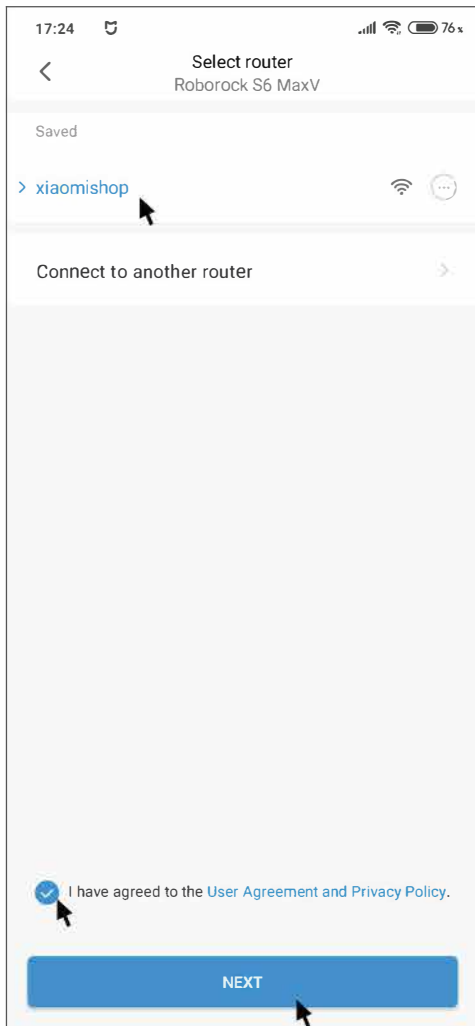 17:24 76%
Select router
Roborock S6 MaxV
Saved
xiaomishop
Connect to another router
I have agreed to the User Agreement and Privacy Policy.
NEXT